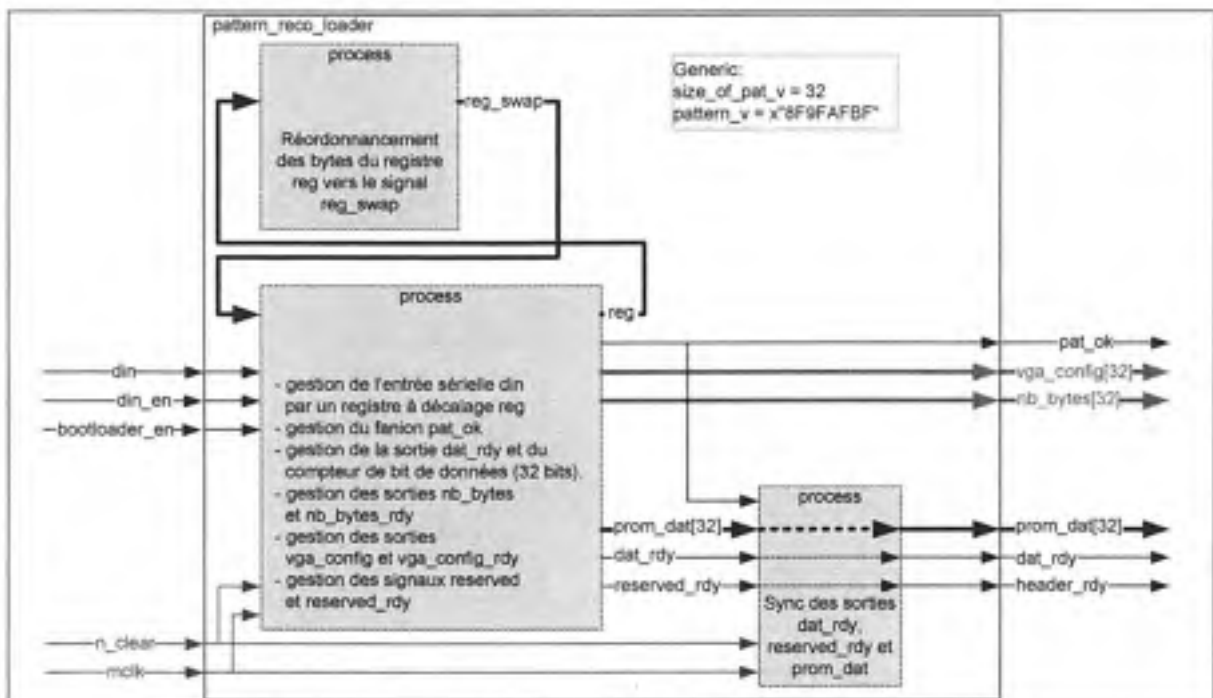 pattern_reco_loader
process
reg_swap
Réordonnancement
des bytes du registre
reg vers le signal
reg_swap
Generic:
size_of_pat_v = 32
pattern_v = x"8F9FAFBF"
process
reg
din
din_en
bootloader_en
- gestion de l'entrée sérielle din
par un registre à décalage reg
- gestion du fanion pat_ok
- gestion de la sortie dat_rdy et du
compteur de bit de données (32 bits).
- gestion des sorties nb_bytes
et nb_bytes_rdy
- gestion des sorties
vga_config et vga_config_rdy
- gestion des signaux reserved
et reserved_rdy
pat_ok
vga_config[32]
nb_bytes[32]
process
prom_dat[32]
dat_rdy
reserved_rdy
Sync des sorties
dat_rdy,
reserved_rdy et
prom_dat
prom_dat[32]
dat_rdy
header_rdy
n_clear
mclk